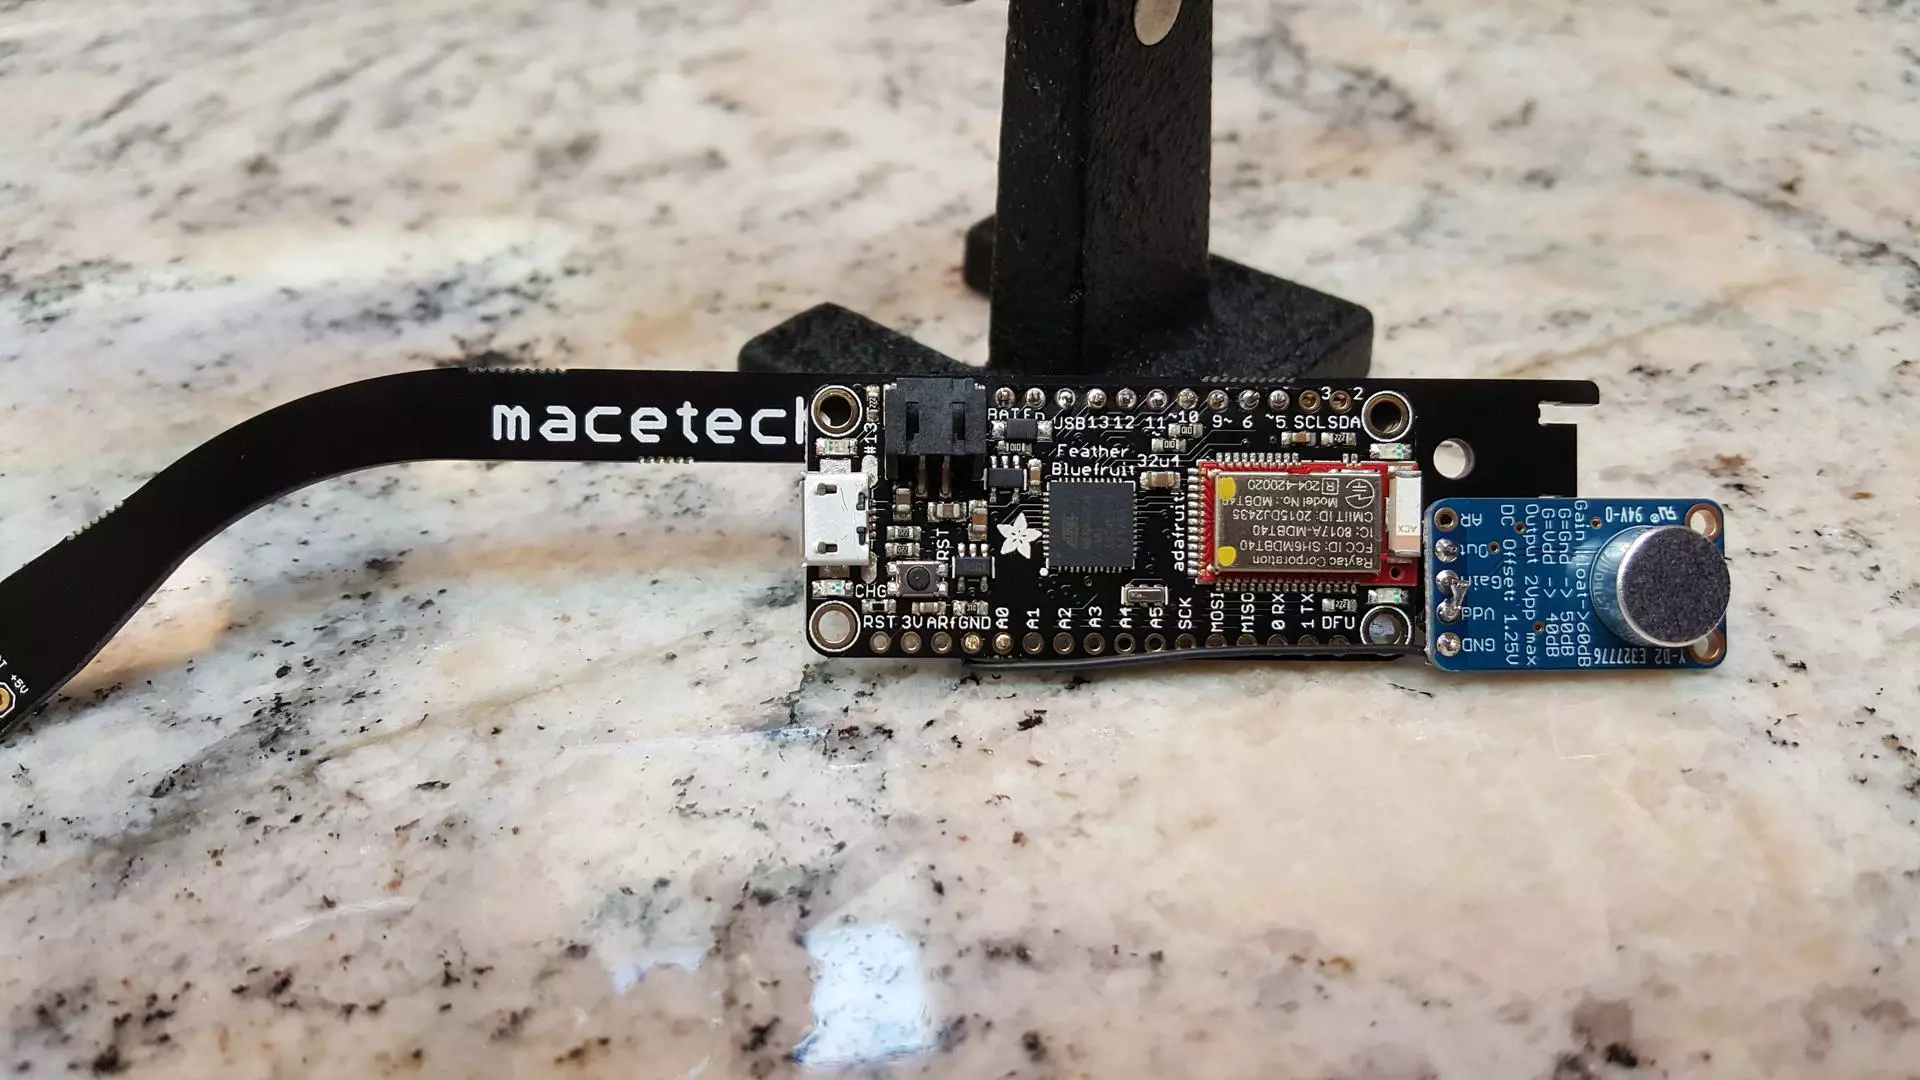 macetech
#13
BAT En USB 13 12 11~ ~10 9~ 6 ~5 SCL 3 SDA 2
Feather
Bluefruit 32u4
RST
CHG
adafruit
Raytac Corporation
FCC ID: SH6MDBT40
IC: 8017A-MDBT40
CMIIT ID: 2015DJ2435
Model No.: MDBT40
R 204-420020
RST 3V ARf GND A0 A1 A2 A3 A4 A5 SCK MOSI MISO 0 RX 1 TX DFU
AR
Out
Gain
Vdd
GND
94V-0
Gain float->60dB
G=Gnd -> 50dB
G=Vdd -> 40dB
Output 2Vpp max
DC Offset: 1.25V
Y-D2 E327776
+5V